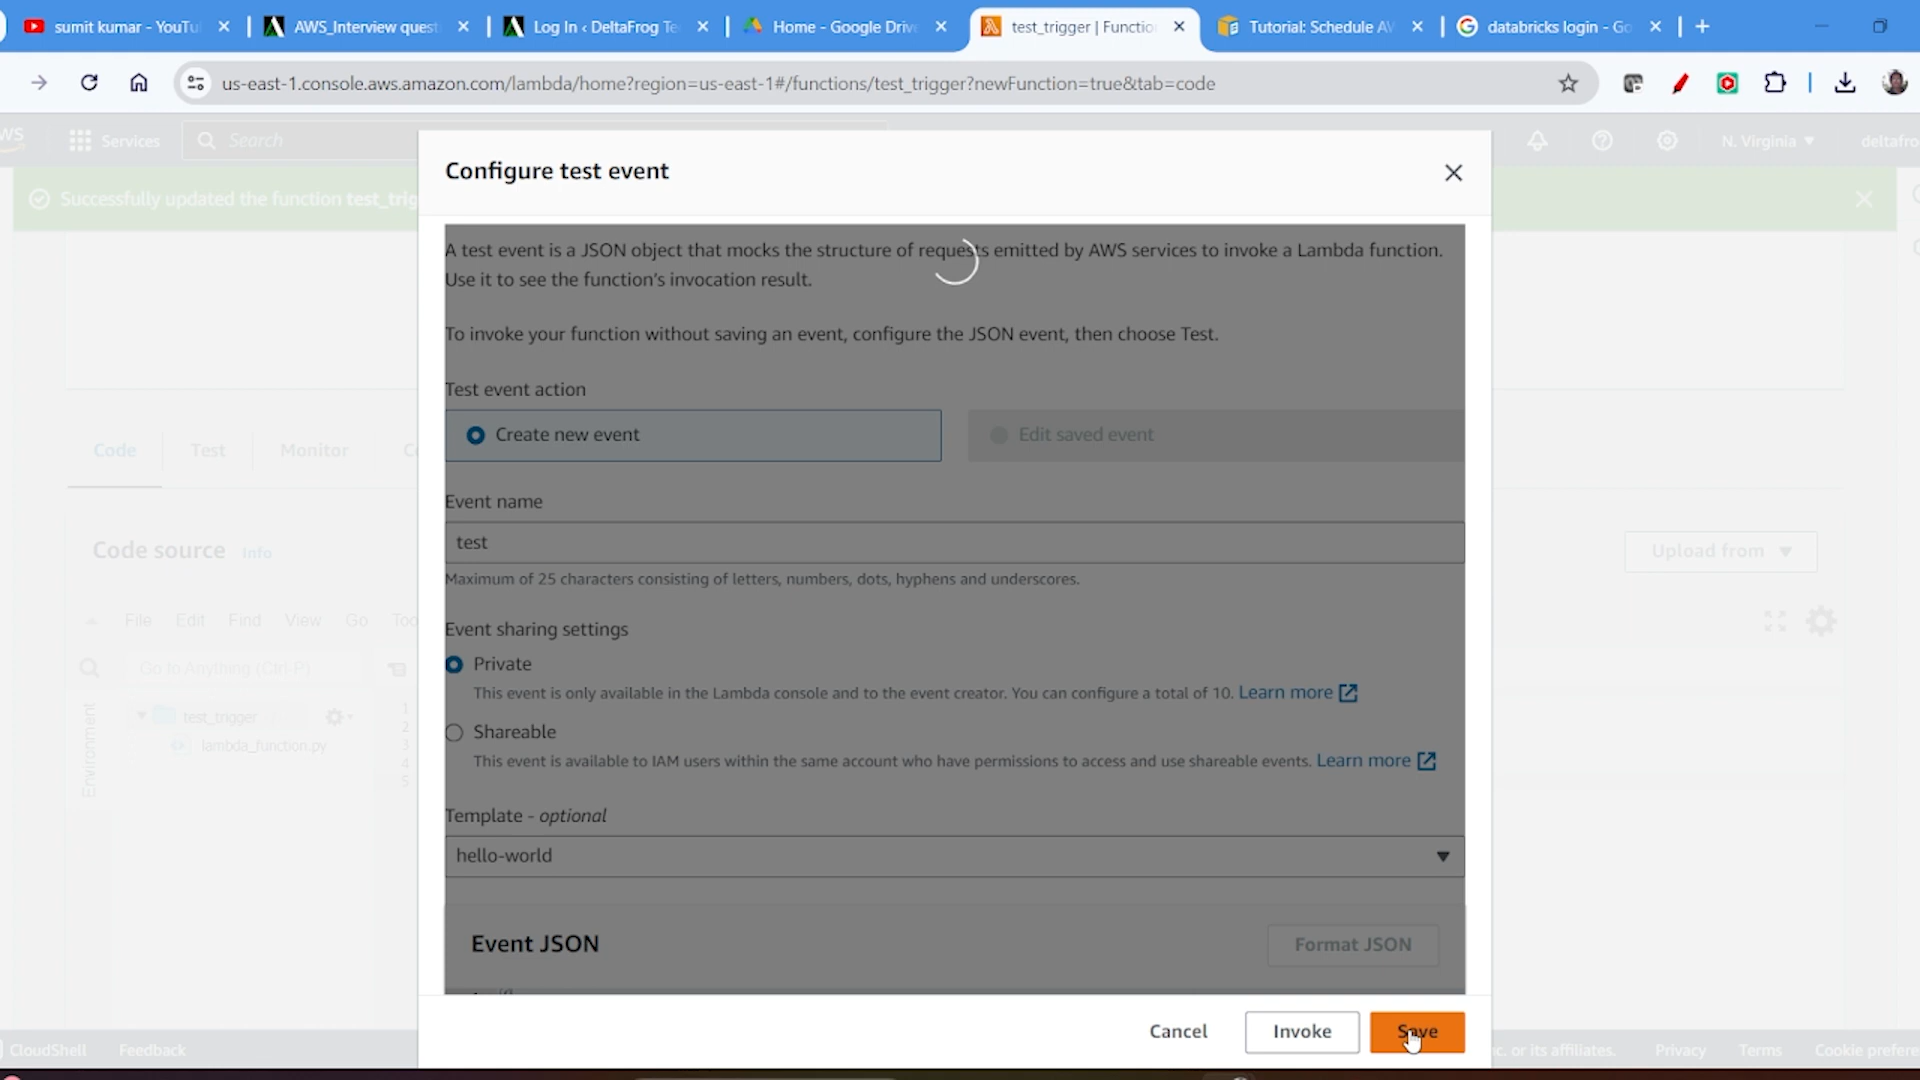 sumit kumar - YouTu
AWS_Interview quest
Log In ‹ DeltaFrog Te
Home - Google Drive
test_trigger | Functio
Tutorial: Schedule AV
databricks login - Go
us-east-1.console.aws.amazon.com/lambda/home?region=us-east-1#/functions/test_trigger?newFunction=true&tab=code
Services
Search
N. Virginia
deltafro
Configure test event
Successfully updated the function test_trig
A test event is a JSON object that mocks the structure of requests emitted by AWS services to invoke a Lambda function.
Use it to see the function's invocation result.
To invoke your function without saving an event, configure the JSON event, then choose Test.
Test event action
Create new event
Edit saved event
Code
Test
Monitor
Event name
test
Maximum of 25 characters consisting of letters, numbers, dots, hyphens and underscores.
Code source Info
Upload from
File Edit Find View Go Too
Event sharing settings
Private
This event is only available in the Lambda console and to the event creator. You can configure a total of 10. Learn more
Go to Anything (Ctrl-P)
Shareable
This event is available to IAM users within the same account who have permissions to access and use shareable events. Learn more
Environment
test_trigger
lambda_function.py
1
2
3
4
5
Template - optional
hello-world
Event JSON
Format JSON
Cancel
Invoke
Save
CloudShell
Feedback
c. or its affiliates.
Privacy
Terms
Cookie prefere